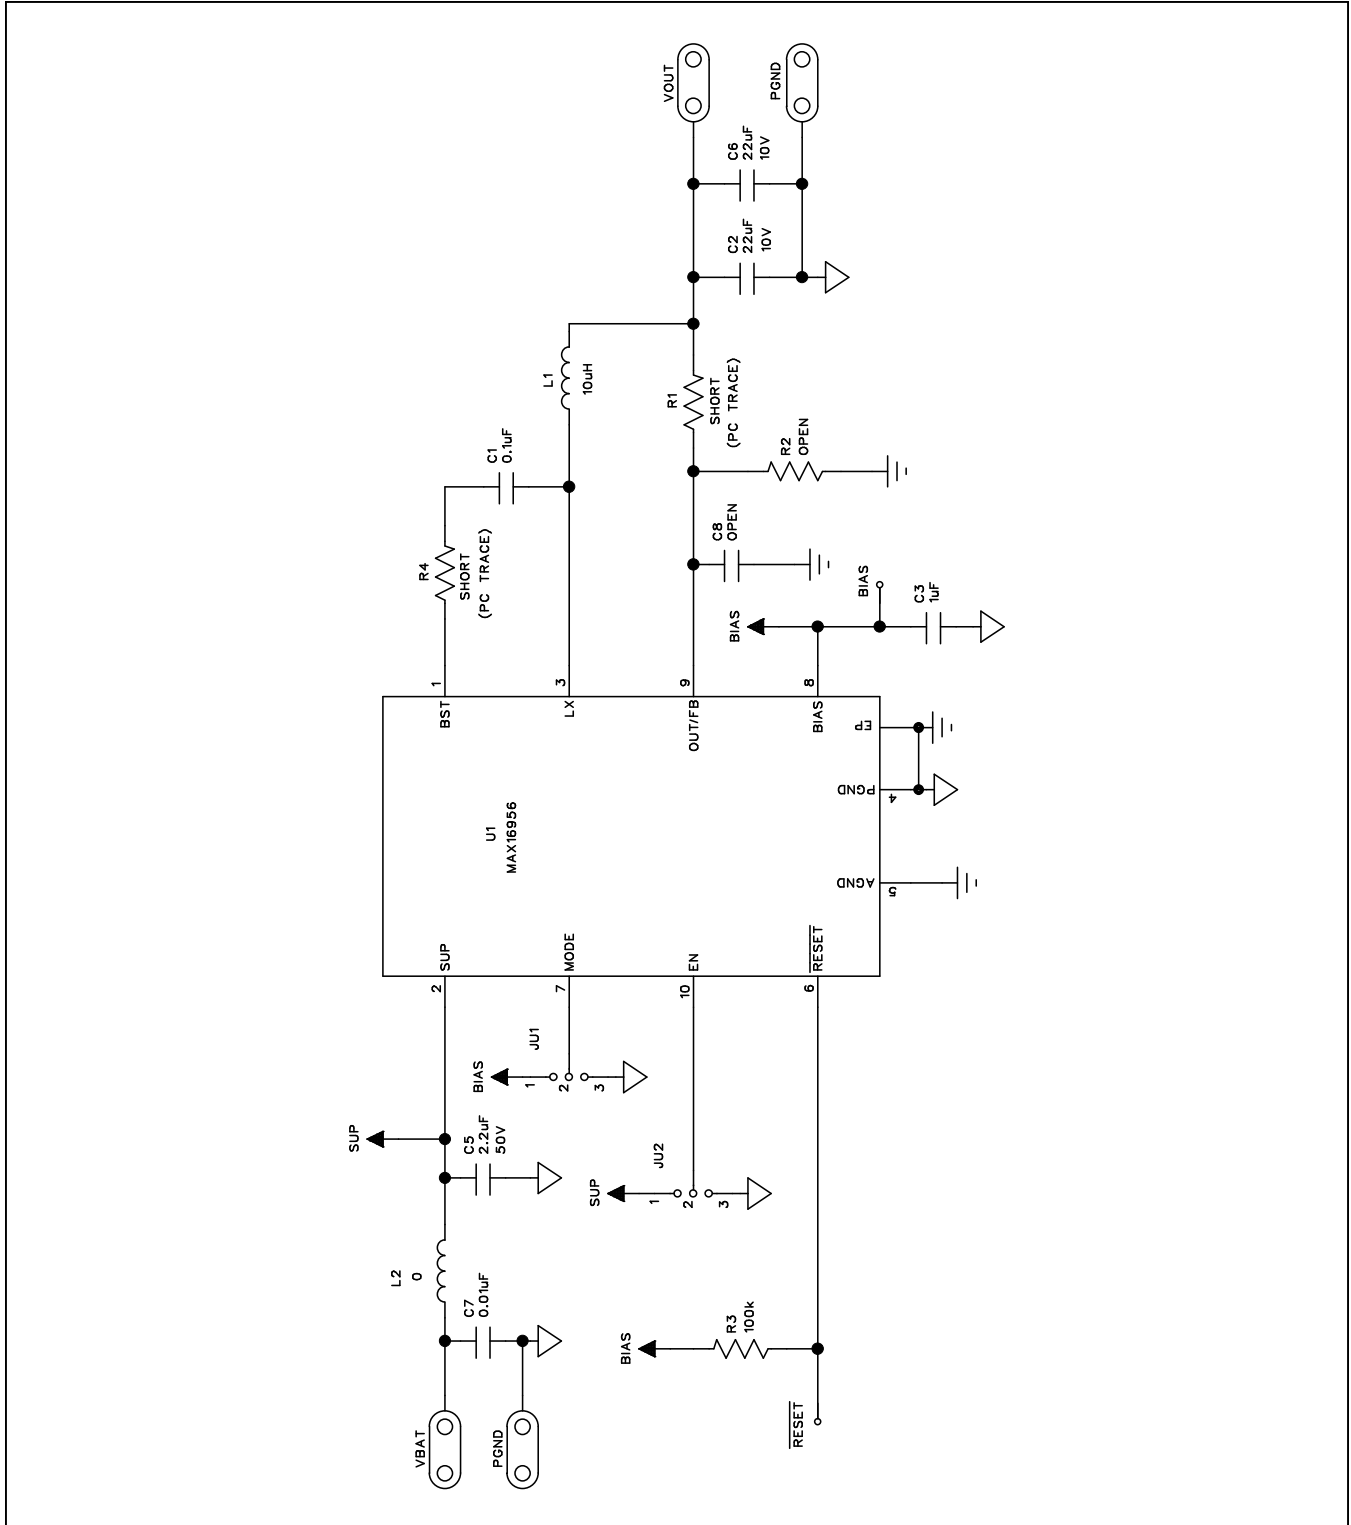 VBAT
PGND
C7
0.01uF
L2
0
C5
2.2uF
50V
SUP
BIAS
1
2
3
JU1
SUP
1
2
3
JU2
BIAS
R3
100k
RESET
2
SUP
7
MODE
10
EN
6
RESET
U1
MAX16956
AGND
5
PGND
4
EP
BST
1
LX
3
OUT/FB
9
BIAS
8
R4
SHORT
(PC TRACE)
C1
0.1uF
L1
10uH
R1
SHORT
(PC TRACE)
C8
OPEN
R2
OPEN
BIAS
BIAS
C3
1uF
C2
22uF
10V
C6
22uF
10V
VOUT
PGND